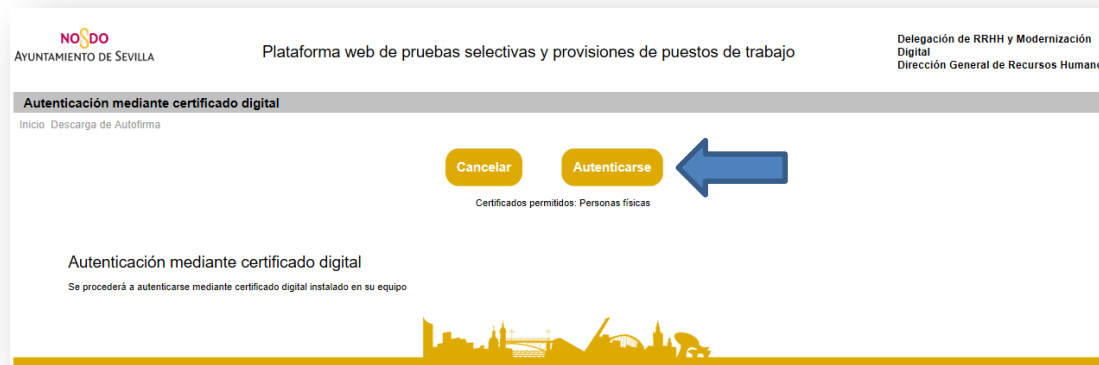 NO8DO
AYUNTAMIENTO DE SEVILLA
Plataforma web de pruebas selectivas y provisiones de puestos de trabajo
Delegación de RRHH y Modernización
Digital
Dirección General de Recursos Humano
Autenticación mediante certificado digital
Inicio Descarga de Autofirma
Cancelar Autenticarse
Certificados permitidos: Personas físicas
Autenticación mediante certificado digital
Se procederá a autenticarse mediante certificado digital instalado en su equipo